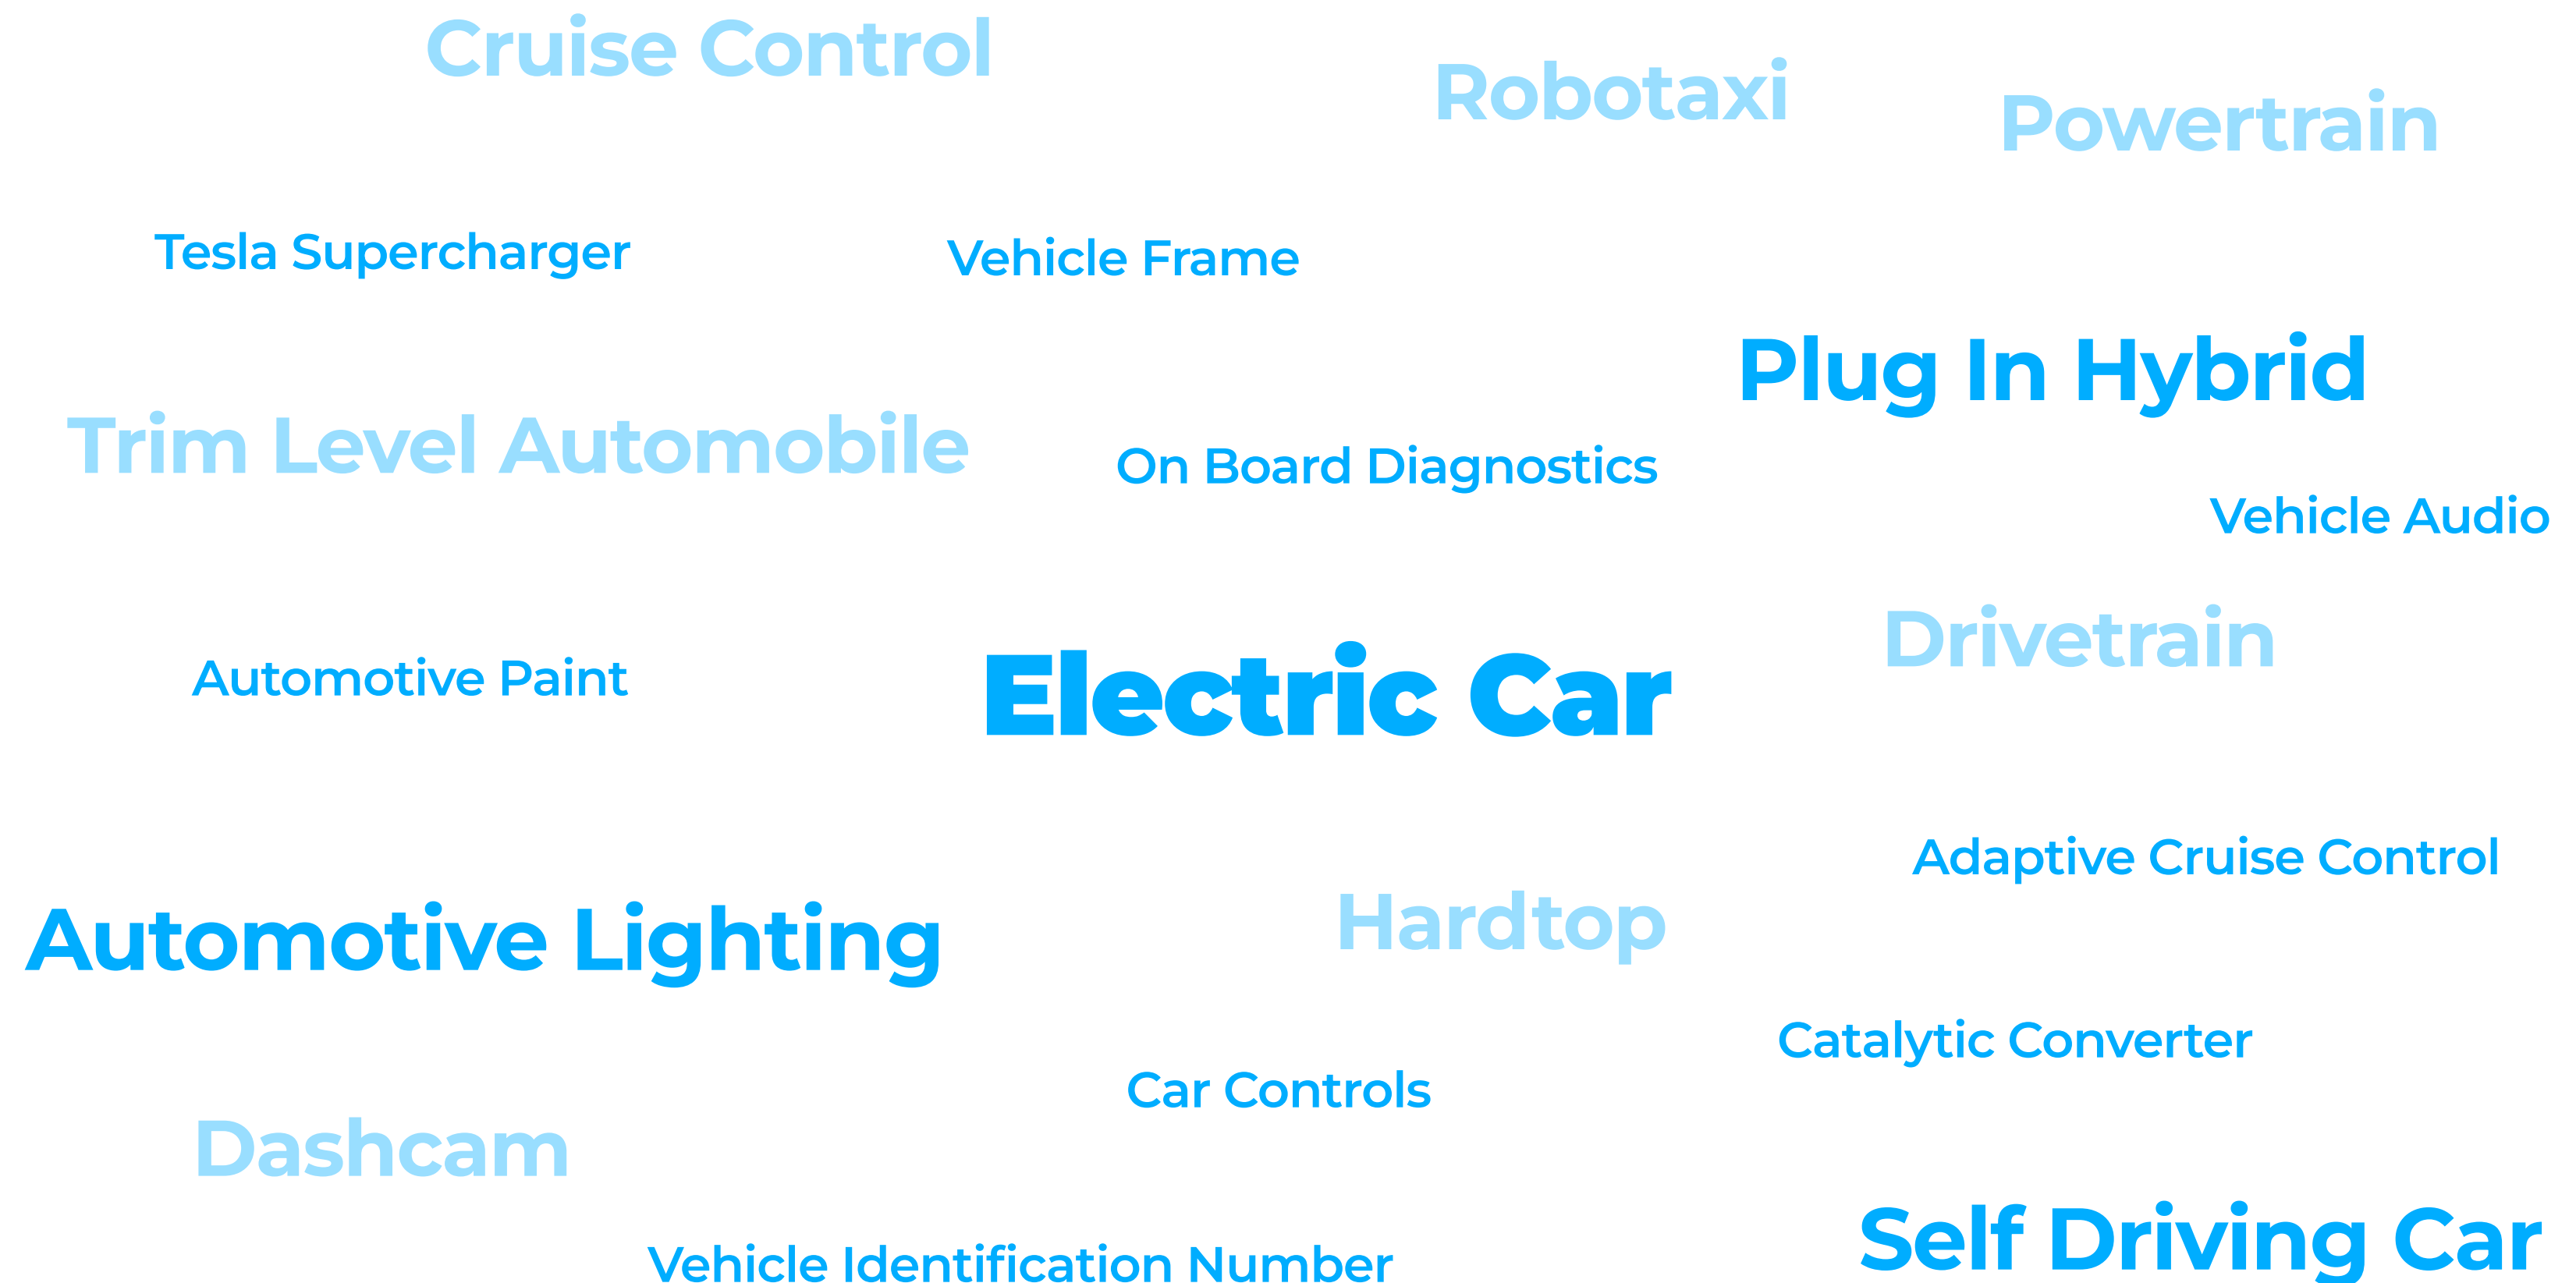 Cruise Control
Robotaxi
Powertrain
Tesla Supercharger
Vehicle Frame
Plug In Hybrid
Trim Level Automobile
On Board Diagnostics
Vehicle Audio
Drivetrain
Automotive Paint
Electric Car
Adaptive Cruise Control
Hardtop
Automotive Lighting
Catalytic Converter
Car Controls
Dashcam
Self Driving Car
Vehicle Identification Number